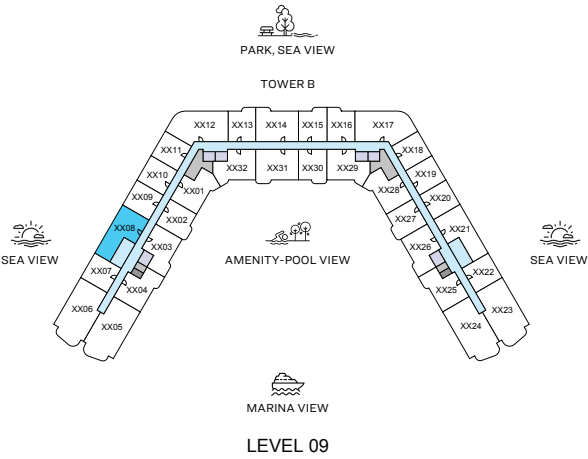 PARK, SEA VIEW
TOWER B
XX12
XX13
XX14
XX15
XX16
XX17
XX11
XX18
XX10
XX32
XX31
XX30
XX29
XX19
XX01
XX28
XX09
XX20
XX02
XX27
XX08
XX21
XX03
XX26
SEA VIEW
AMENITY-POOL VIEW
SEA VIEW
XX07
XX22
XX04
XX25
XX06
XX23
XX05
XX24
MARINA VIEW
LEVEL 09